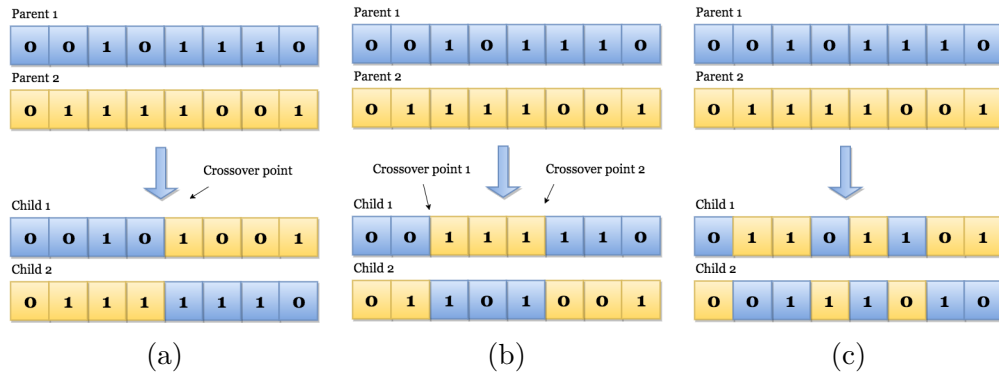 Parent 1
0 0 1 0 1 1 1 0
Parent 2
0 1 1 1 1 0 0 1
Crossover point
Child 1
0 0 1 0 1 0 0 1
Child 2
0 1 1 1 1 1 1 0
(a)
Parent 1
0 0 1 0 1 1 1 0
Parent 2
0 1 1 1 1 0 0 1
Crossover point 1
Crossover point 2
Child 1
0 0 1 1 1 1 1 0
Child 2
0 1 1 0 1 0 0 1
(b)
Parent 1
0 0 1 0 1 1 1 0
Parent 2
0 1 1 1 1 0 0 1
Child 1
0 1 1 0 1 1 0 1
Child 2
0 0 1 1 1 0 1 0
(c)